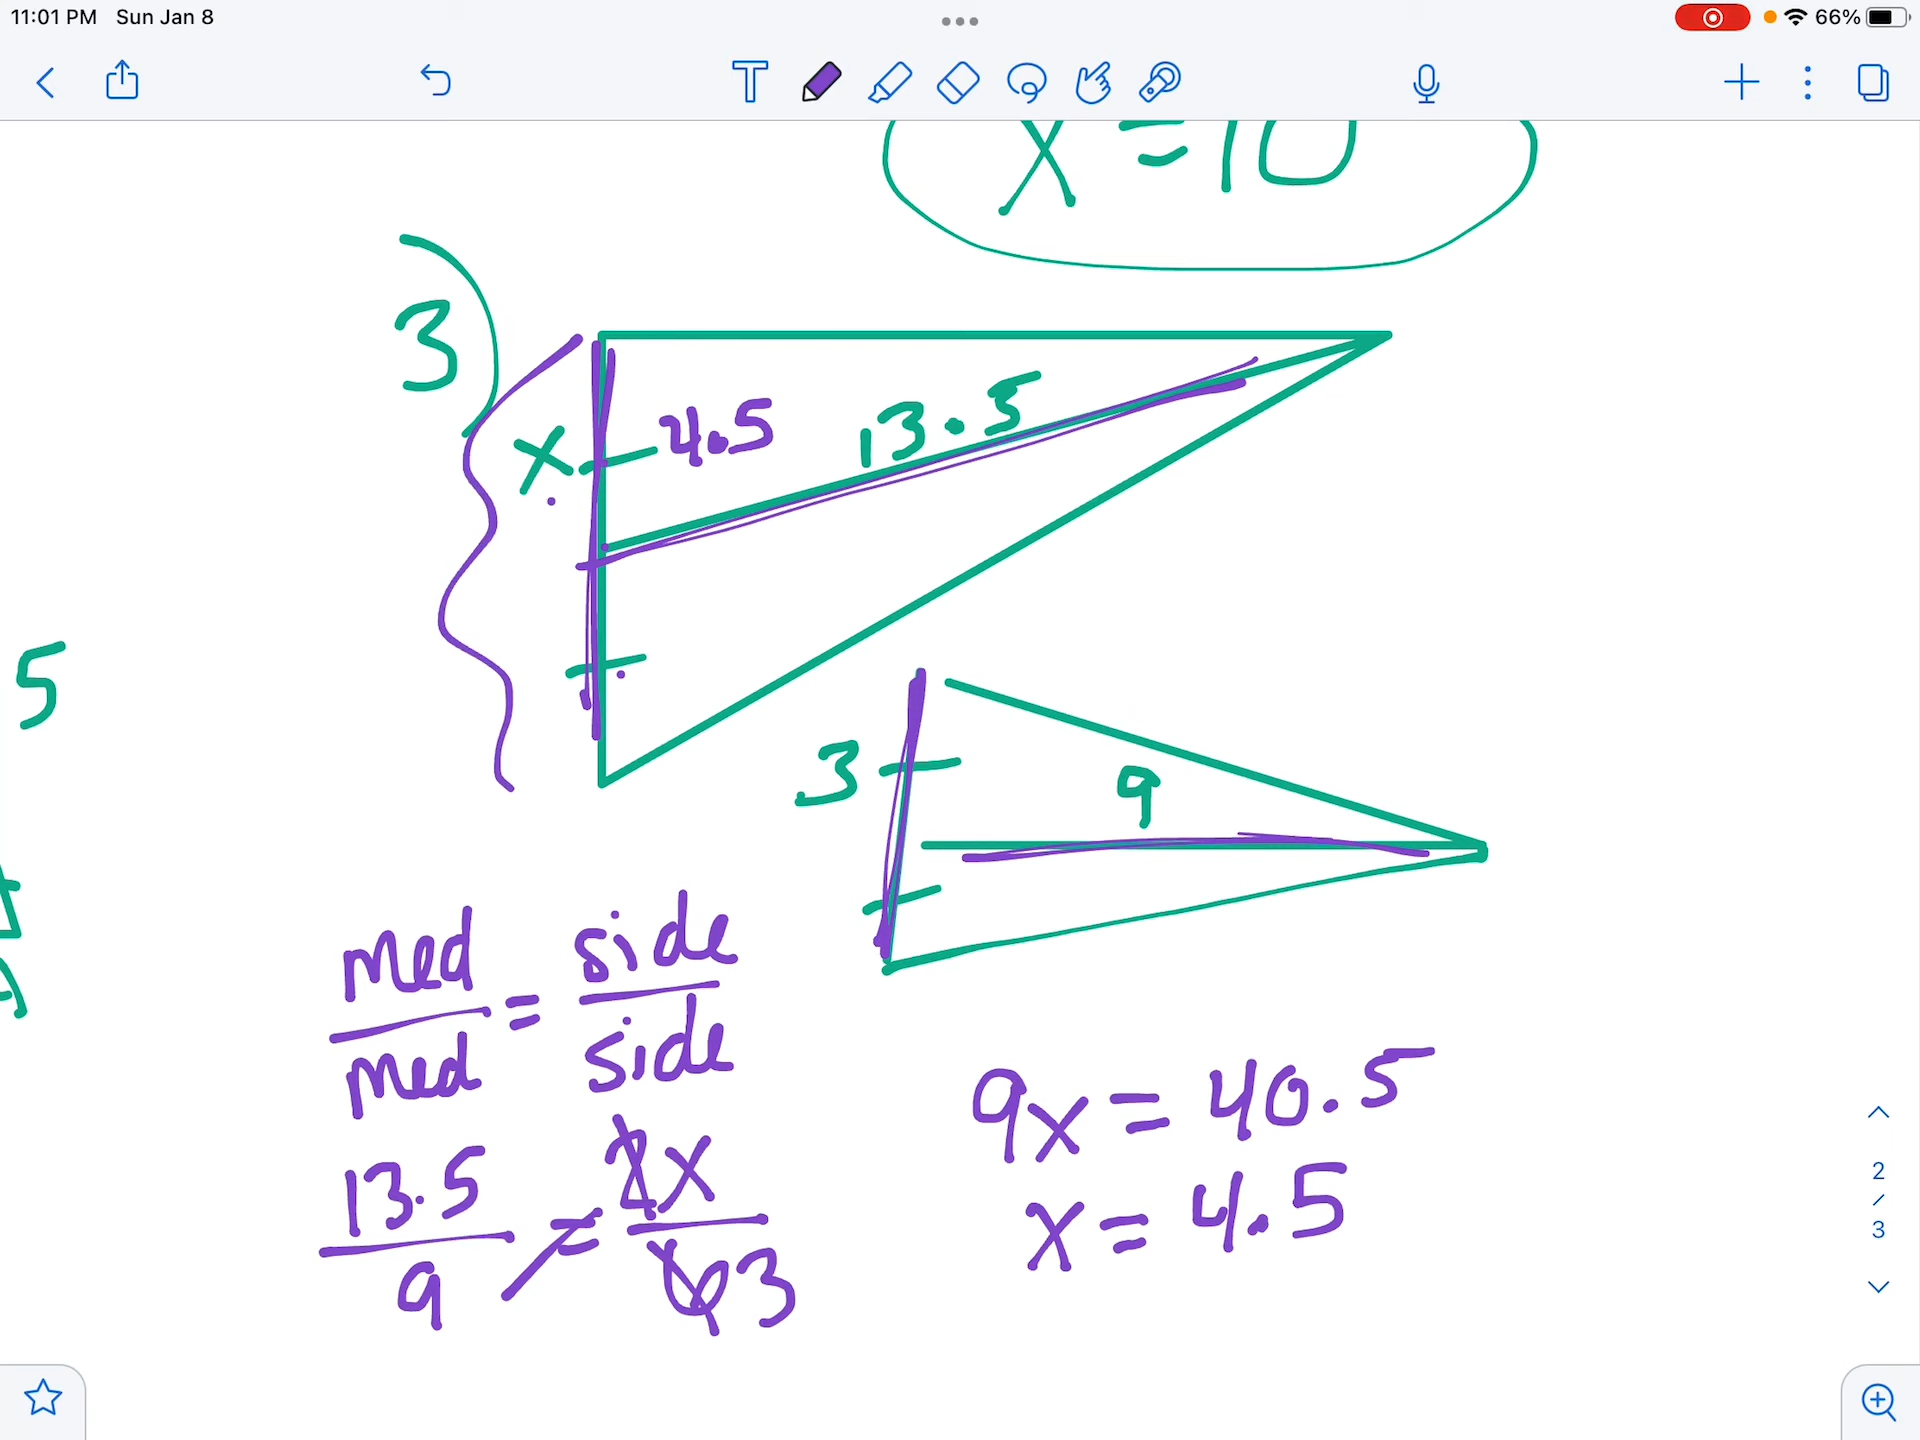 11:01 PM Sun Jan 8
66%
x = 10
3
x
4.5
13.5
5
3
9
med = side
med side
13.5 = 2x
9 6 3
9x = 40.5
x = 4.5
2
/
3